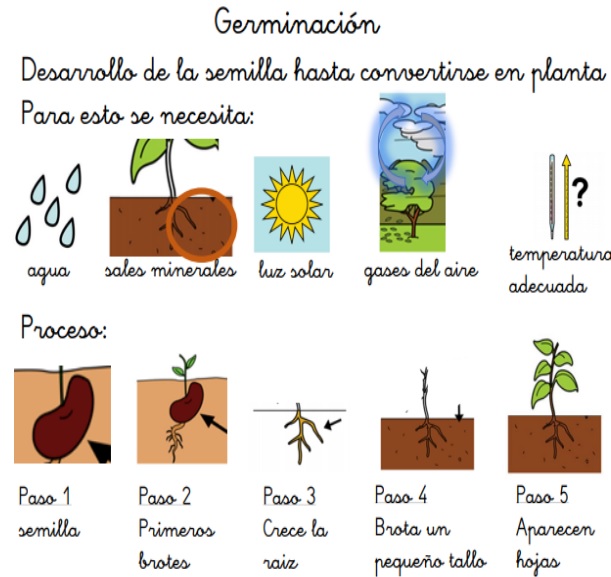 Germinación
Desarrollo de la semilla hasta convertirse en planta
Para esto se necesita:
?
agua
sales minerales
luz solar
gases del aire
temperatura
adecuada
Proceso:
Paso 1
semilla
Paso 2
Primeros
brotes
Paso 3
Crece la
raiz
Paso 4
Brota un
pequeño tallo
Paso 5
Aparecen
hojas